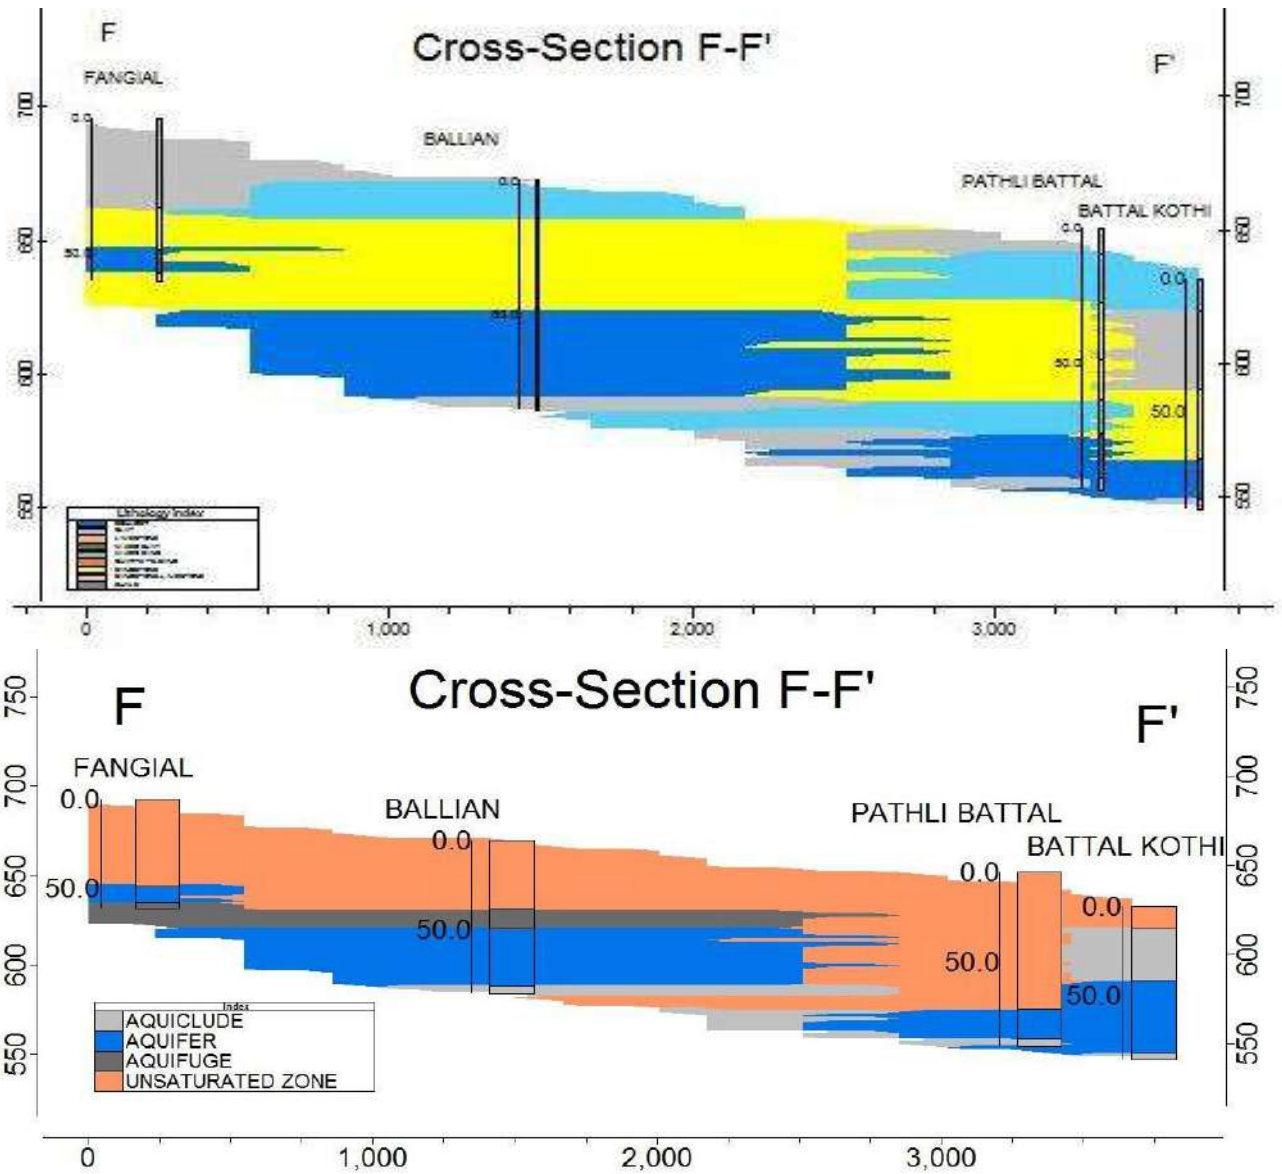 F
Cross-Section F-F'
F'
FANGIAL
BALLIAN
PATHLI BATTAL
BATTAL KOTHI
700
700
0.0
0.0
0.0
0.0
650
650
50.0
50.0
50.0
50.0
600
600
550
550
Lithology Index
0
1,000
2,000
3,000
F
Cross-Section F-F'
F'
750
750
FANGIAL
BALLIAN
PATHLI BATTAL
BATTAL KOTHI
700
700
0.0
0.0
0.0
0.0
650
650
50.0
50.0
50.0
50.0
600
600
550
550
Index
AQUICLUDE
AQUIFER
AQUIFUGE
UNSATURATED ZONE
0
1,000
2,000
3,000